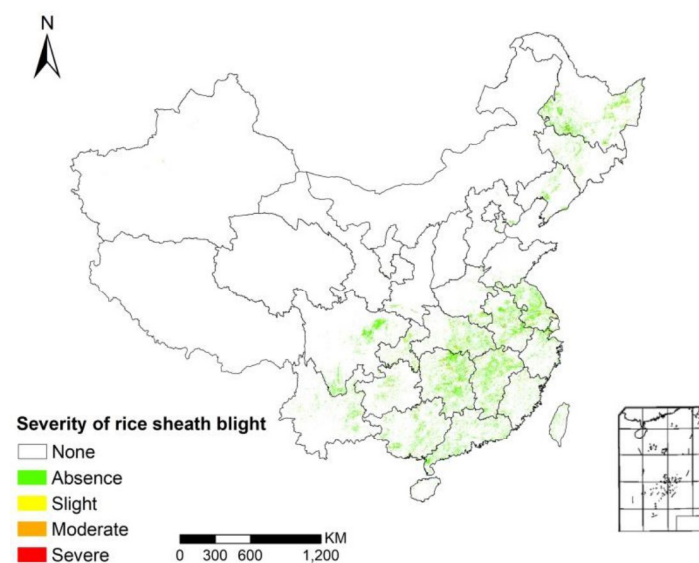 N
Severity of rice sheath blight
None
Absence
Slight
Moderate
Severe
KM
0 300 600 1,200